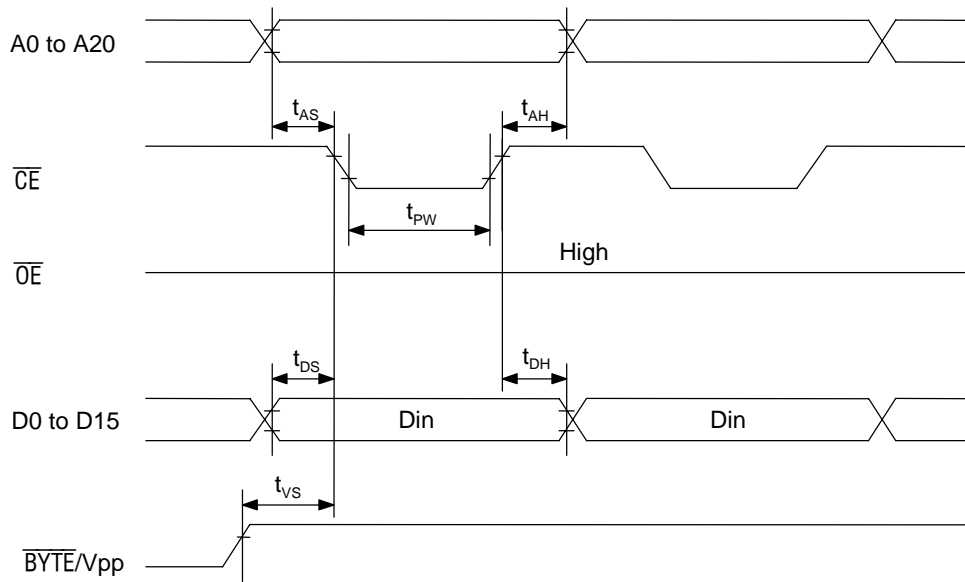 A0 to A20
tAS
tAH
CE
tPW
High
OE
tDS
tDH
D0 to D15
Din
Din
tVS
BYTE/Vpp